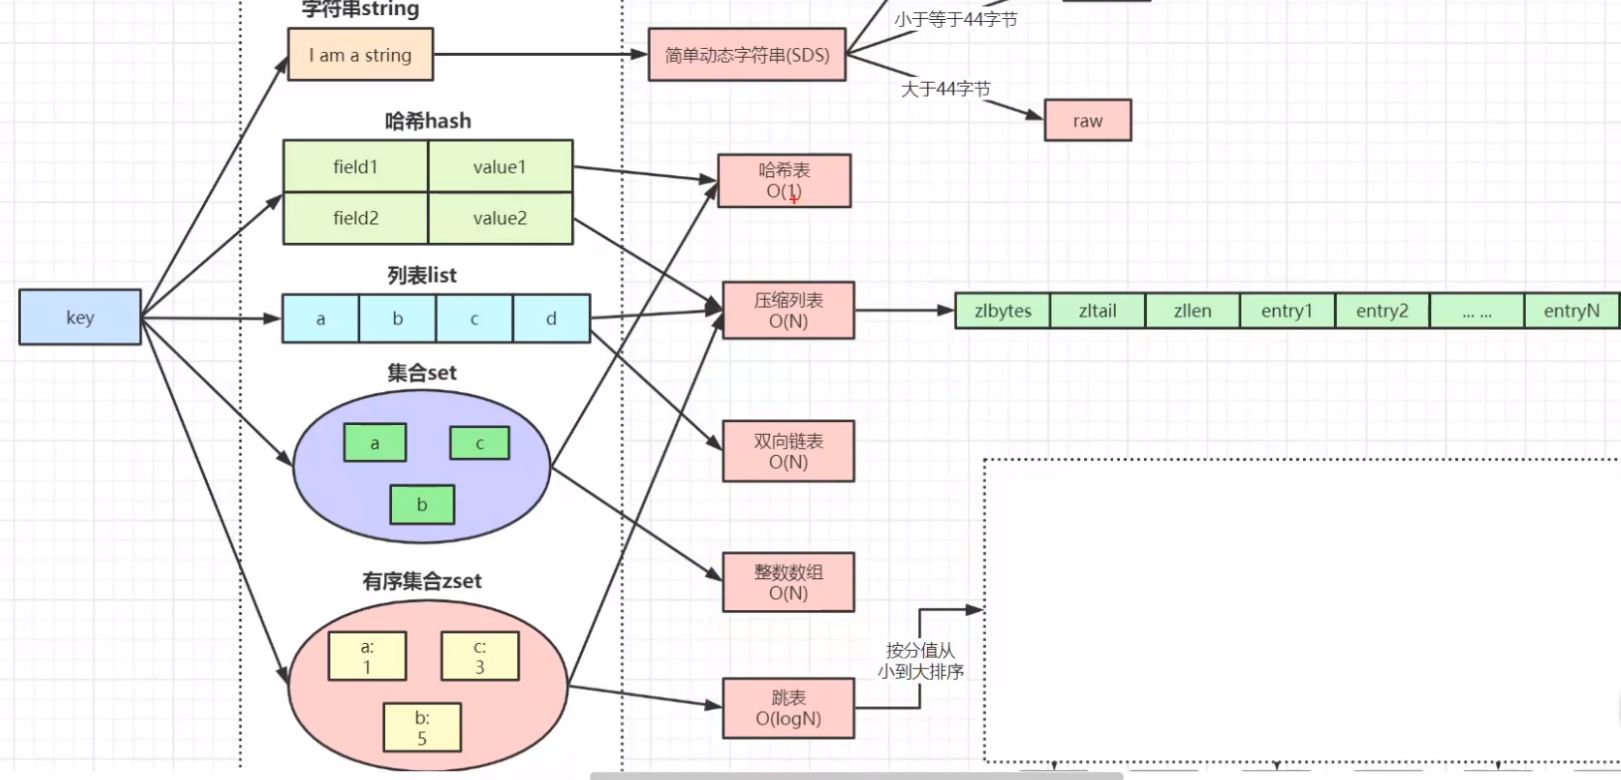 字符串string
I am a string
简单动态字符串(SDS)
小于等于44字节
大于44字节
raw
哈希hash
field1
value1
field2
value2
哈希表
O(1)
列表list
key
a
b
c
d
压缩列表
O(N)
zlbytes
zltail
zllen
entry1
entry2
... ...
entryN
集合set
a
c
b
双向链表
O(N)
整数数组
O(N)
有序集合zset
a:
1
c:
3
b:
5
跳表
O(logN)
按分值从
小到大排序